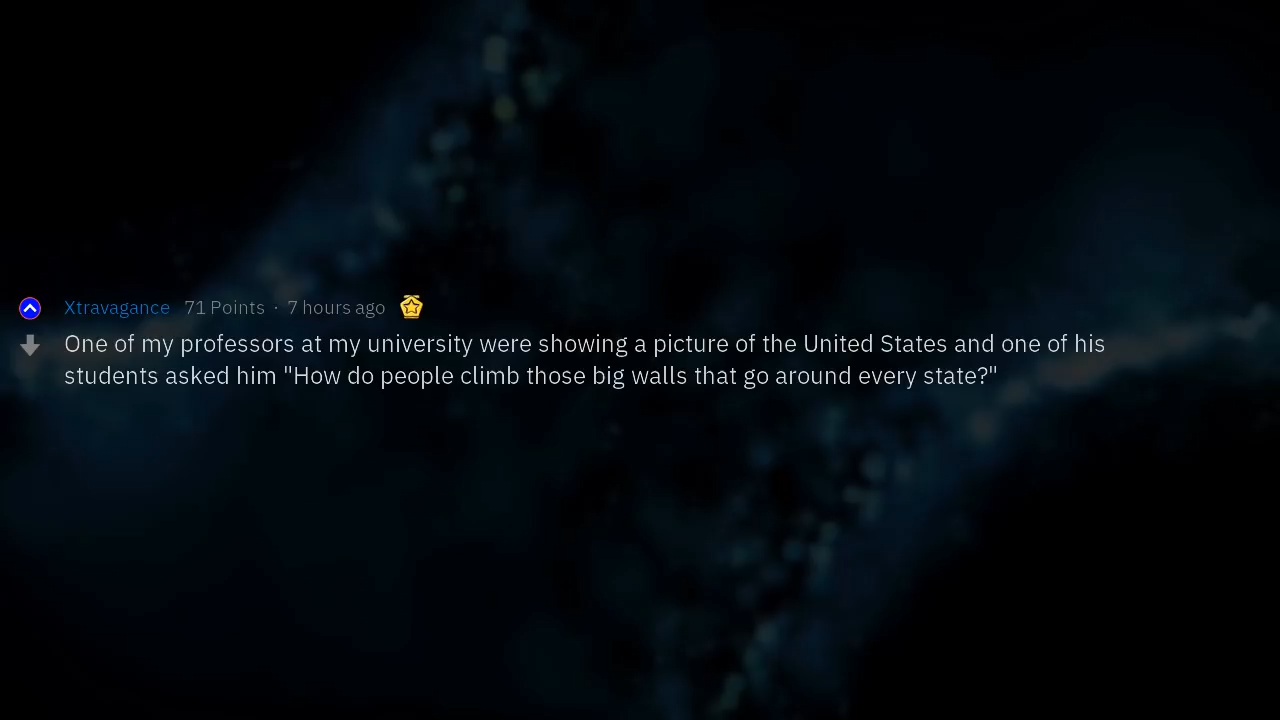 Xtravagance 71 Points · 7 hours ago
One of my professors at my university were showing a picture of the United States and one of his
students asked him "How do people climb those big walls that go around every state?"